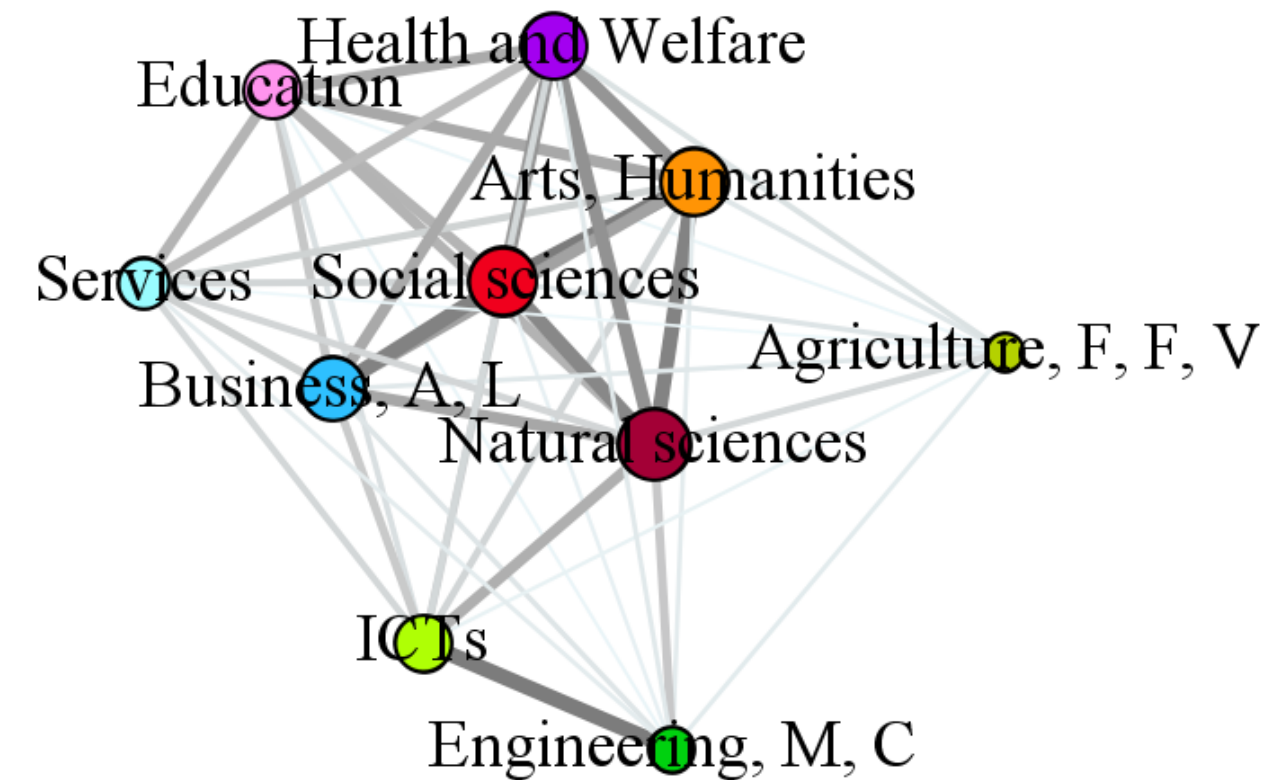 Health and Welfare
Education
Arts, Humanities
Services
Social sciences
Agriculture, F, F, V
Business, A, L
Natural sciences
ICTs
Engineering, M, C